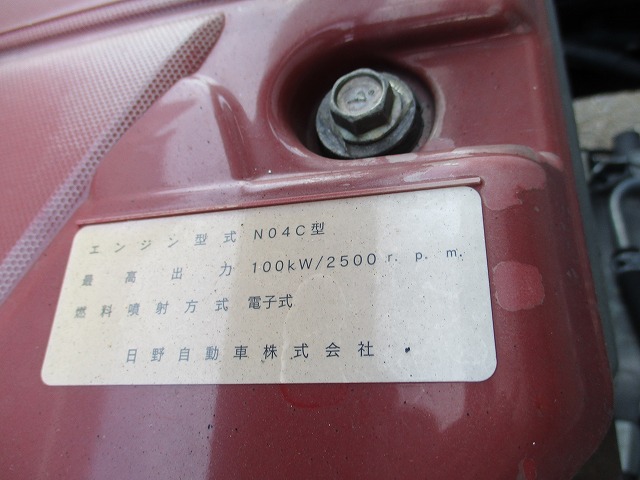 エンジン型式 N04C型
最高出力 100kW/2500 r. p. m.
燃料噴射方式 電子式
日野自動車株式会社